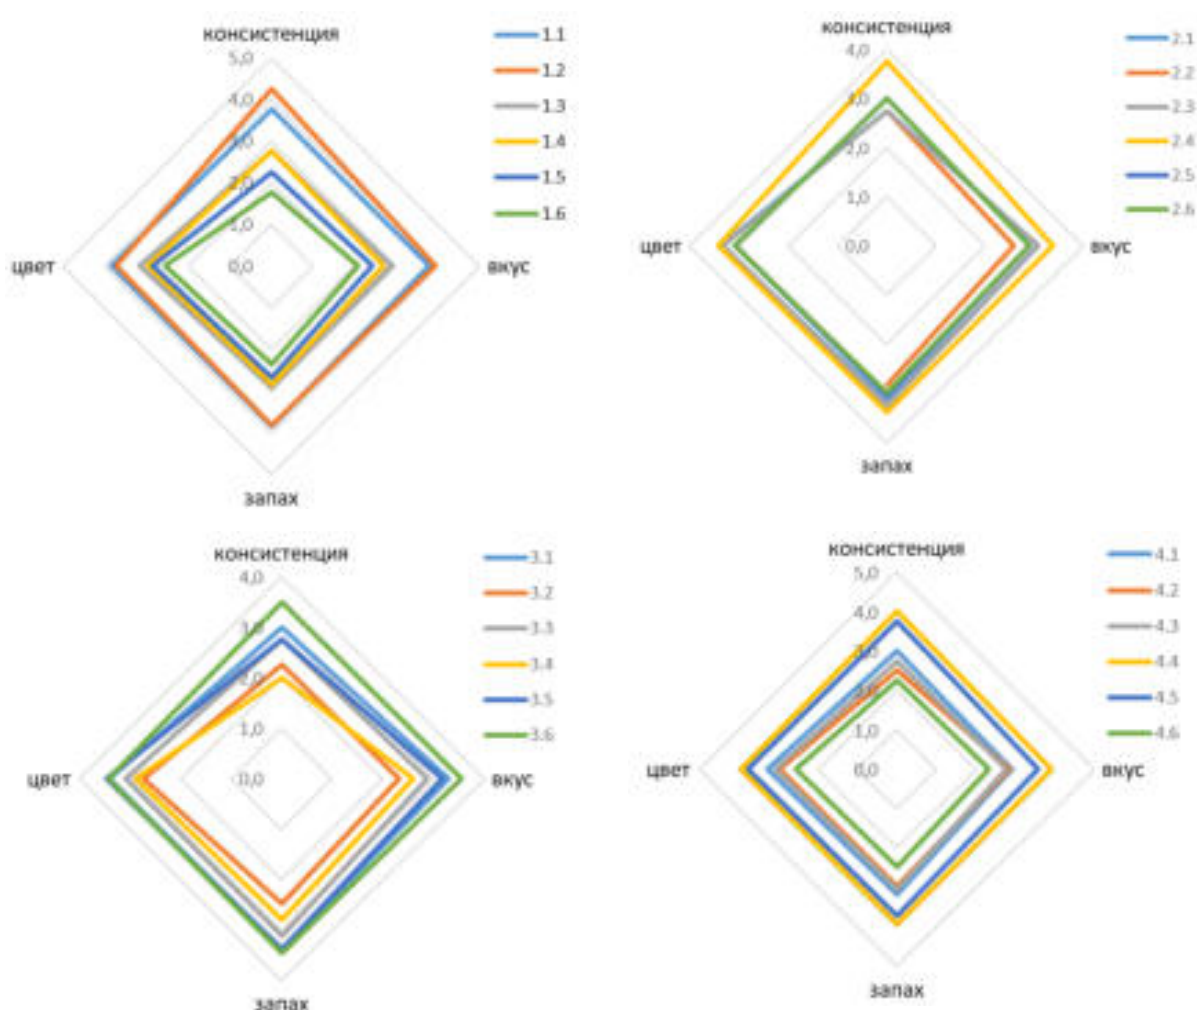 консистенция
5,0
4,0
3,0
2,0
1,0
0,0
цвет
вкус
запах
1.1
1.2
1.3
1.4
1.5
1.6
консистенция
4,0
3,0
2,0
1,0
0,0
цвет
вкус
запах
2.1
2.2
2.3
2.4
2.5
2.6
консистенция
4,0
3,0
2,0
1,0
0,0
цвет
вкус
запах
3.1
3.2
3.3
3.4
3.5
3.6
консистенция
5,0
4,0
3,0
2,0
1,0
0,0
цвет
вкус
запах
4.1
4.2
4.3
4.4
4.5
4.6